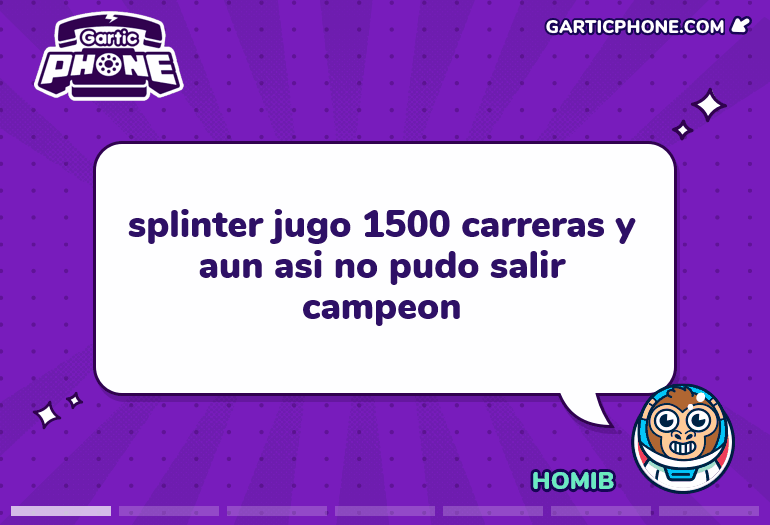 Gartic
PHONE
GARTICPHONE.COM
splinter jugo 1500 carreras y
aun asi no pudo salir
campeon
HOMIB